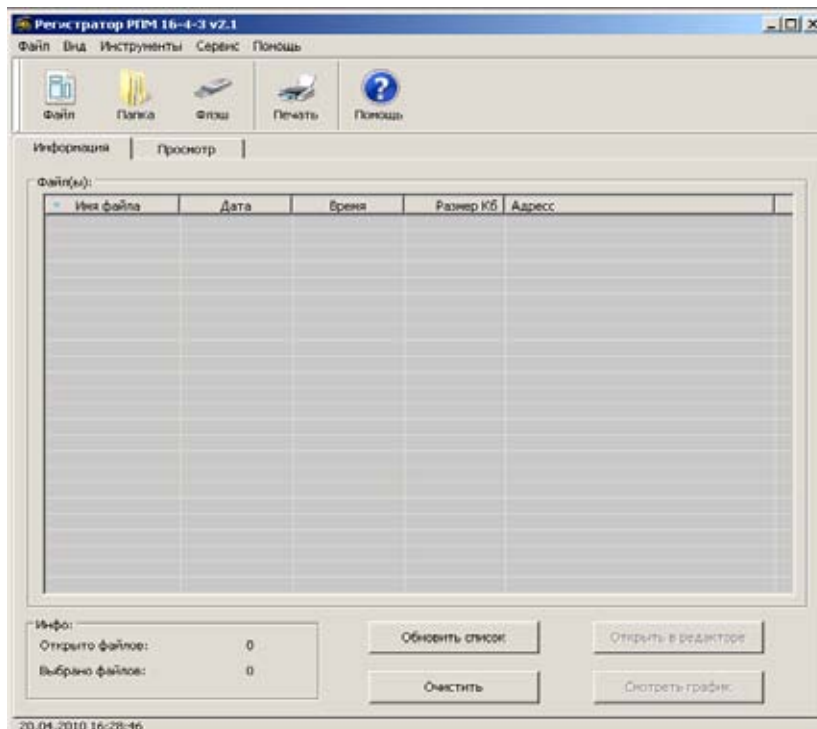 Регистратор РПМ 16-4-3 v2.1
Файл Вид Инструменты Сервис Помощь
Файл Папка Флэш Печать Помощь
Информация Просмотр
Файл(ы):
Имя файла Дата Время Размер Кб Адресс
Инфо:
Открыто файлов: 0
Выбрано файлов: 0
Обновить список
Открыть в редакторе
Очистить
Смотреть график
20.04.2010 16:28:46